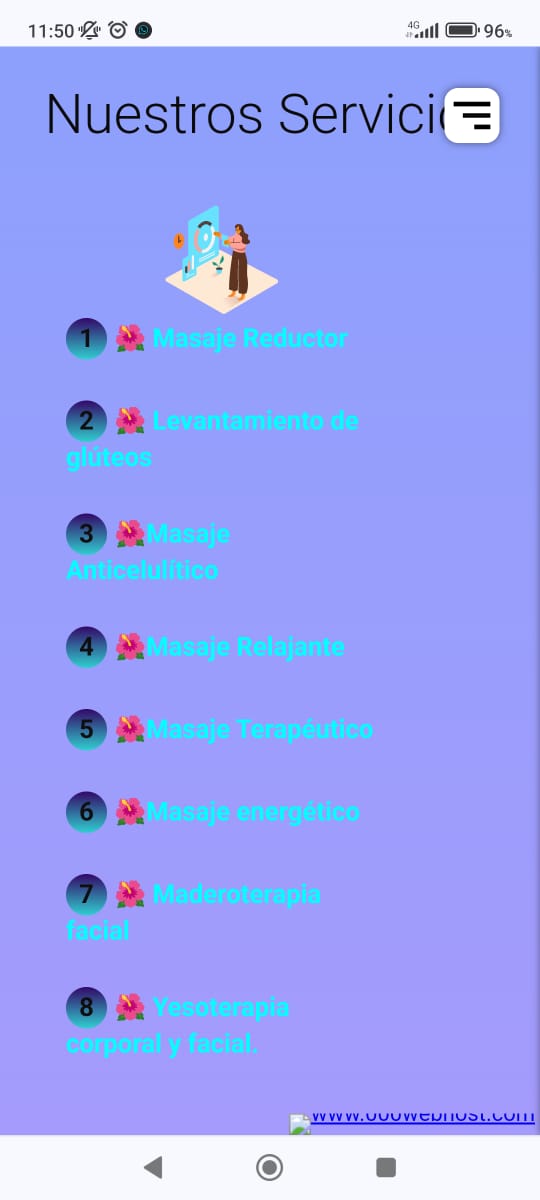 11:50
4G
96%
Nuestros Servici
1 🌺 Masaje Reductor
2 🌺 Levantamiento de
glúteos
3 🌺Masaje
Anticelulítico
4 🌺Masaje Relajante
5 🌺Masaje Terapéutico
6 🌺Masaje energético
7 🌺 Maderoterapia
facial
8 🌺 Yesoterapia
corporal y facial.
www.000webhost.com